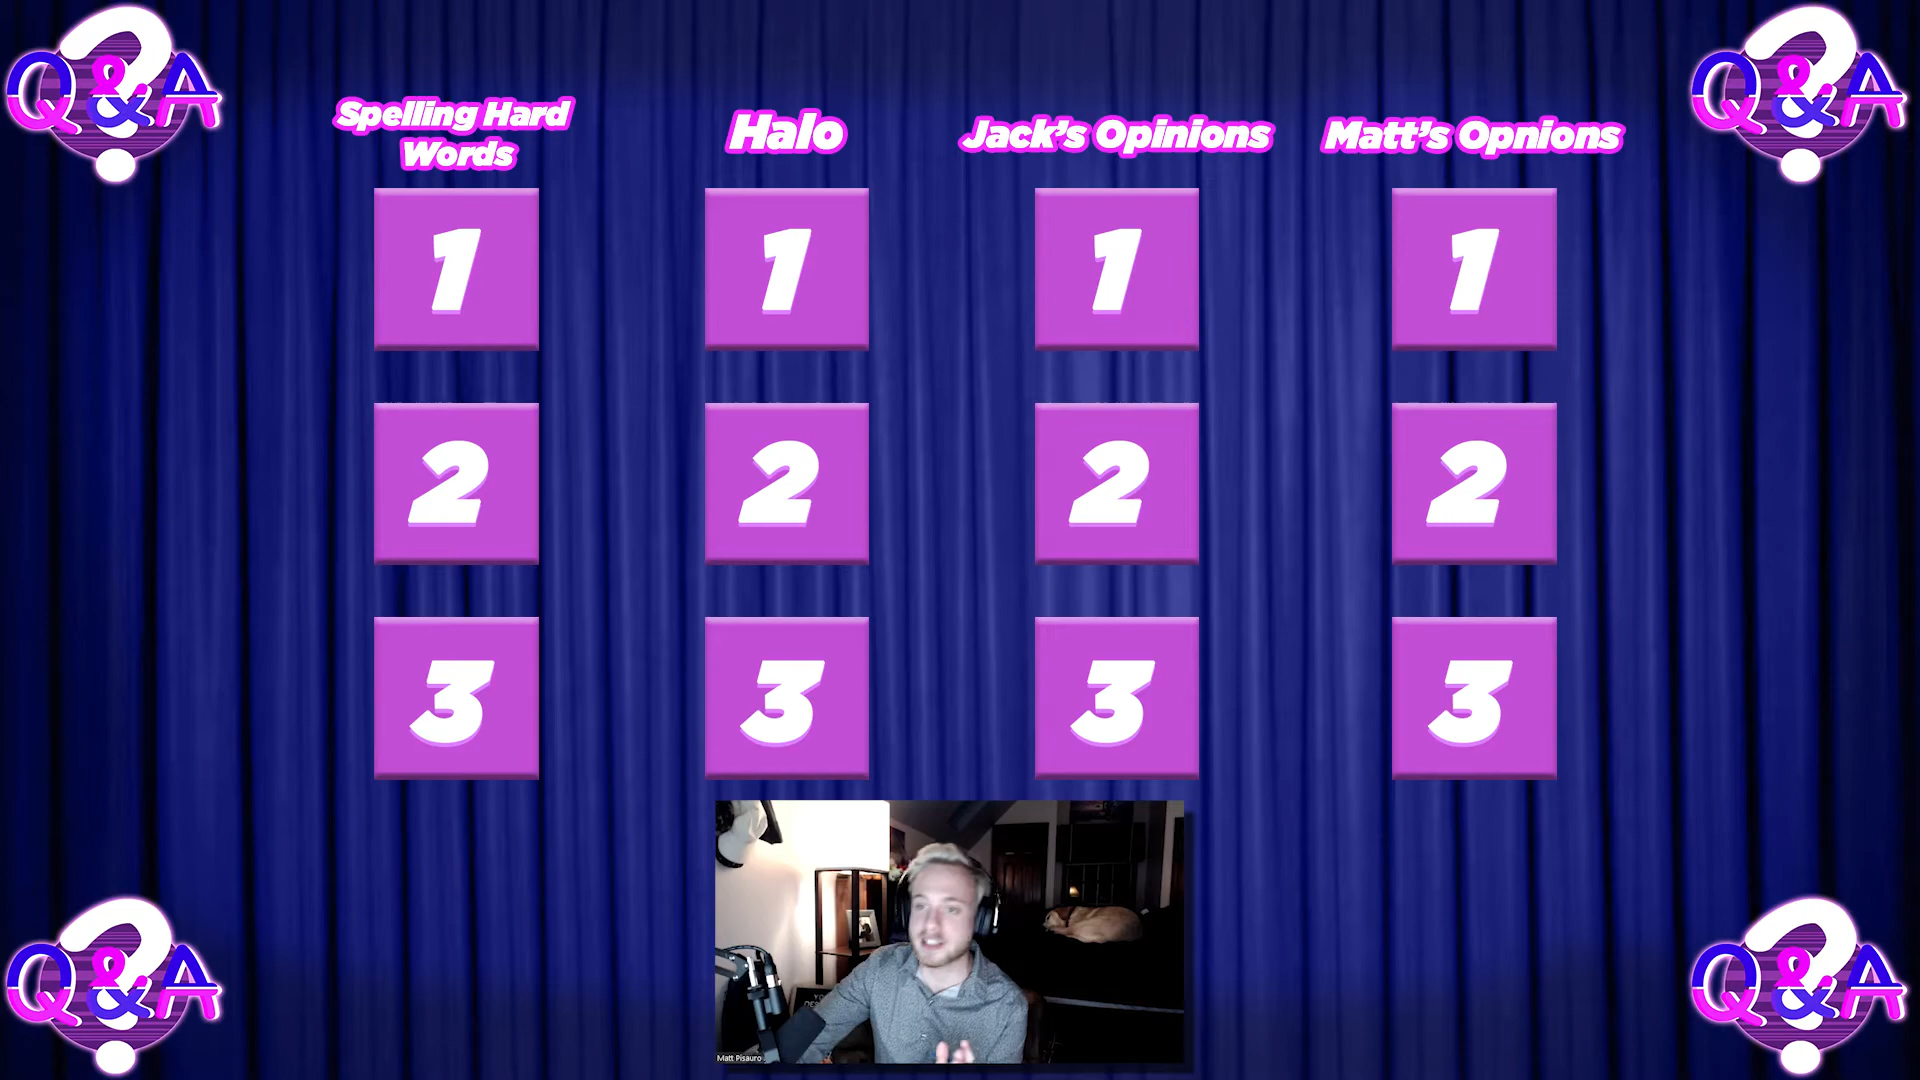 Q&A
Q&A
Spelling Hard
Words
Halo
Jack's Opinions
Matt's Opnions
1
1
1
1
2
2
2
2
3
3
3
3
Matt Pisauro
Q&A
Q&A